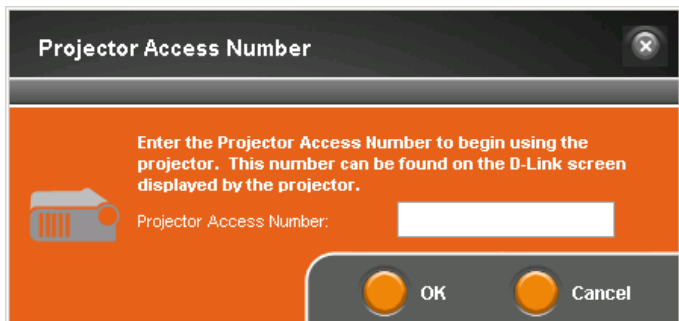 Projector Access Number
Enter the Projector Access Number to begin using the
projector. This number can be found on the D-Link screen
displayed by the projector.
Projector Access Number:
OK
Cancel